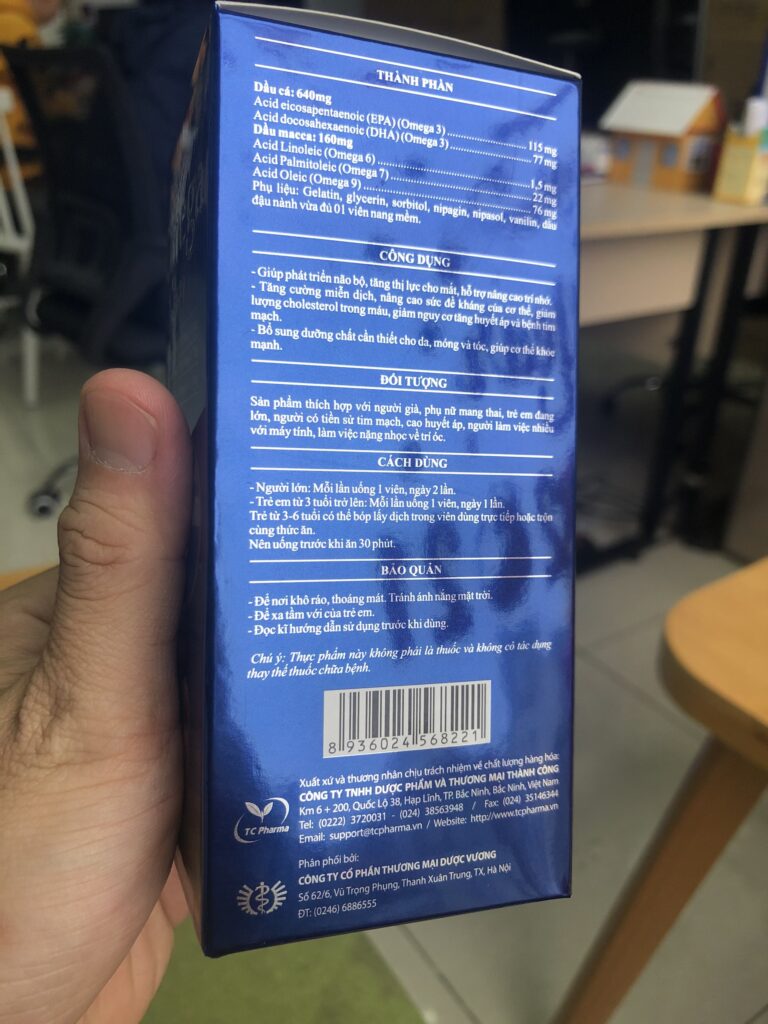 THÀNH PHẦN
Dầu cá: 640mg
Acid eicosapentaenoic (EPA) (Omega 3) ........ 115 mg
Acid docosahexaenoic (DHA) (Omega 3) ........ 77 mg
Dầu macca: 160mg
Acid Linoleic (Omega 6) ........ 1,5 mg
Acid Palmitoleic (Omega 7) ........ 22 mg
Acid Oleic (Omega 9) ........ 76 mg
Phụ liệu: Gelatin, glycerin, sorbitol, nipagin, nipasol, vanilin, dầu
đậu nành vừa đủ 01 viên nang mềm.
CÔNG DỤNG
- Giúp phát triển não bộ, tăng thị lực cho mắt, hỗ trợ nâng cao trí nhớ.
- Tăng cường miễn dịch, nâng cao sức đề kháng của cơ thể, giảm
lượng cholesterol trong máu, giảm nguy cơ tăng huyết áp và bệnh tim
mạch.
- Bổ sung dưỡng chất cần thiết cho da, móng và tóc, giúp cơ thể khỏe
mạnh.
ĐỐI TƯỢNG
Sản phẩm thích hợp với người già, phụ nữ mang thai, trẻ em đang
lớn, người có tiền sử tim mạch, cao huyết áp, người làm việc nhiều
với máy tính, làm việc nặng nhọc về trí óc.
CÁCH DÙNG
- Người lớn: Mỗi lần uống 1 viên, ngày 2 lần.
- Trẻ em từ 3 tuổi trở lên: Mỗi lần uống 1 viên, ngày 1 lần.
Trẻ từ 3-6 tuổi có thể bóp lấy dịch trong viên dùng trực tiếp hoặc trộn
cùng thức ăn.
Nên uống trước khi ăn 30 phút.
BẢO QUẢN
- Để nơi khô ráo, thoáng mát. Tránh ánh nắng mặt trời.
- Để xa tầm với của trẻ em.
- Đọc kĩ hướng dẫn sử dụng trước khi dùng.
Chú ý: Thực phẩm này không phải là thuốc và không có tác dụng
thay thế thuốc chữa bệnh.
8 936024 568221
Xuất xứ và thương nhân chịu trách nhiệm về chất lượng hàng hóa:
CÔNG TY TNHH DƯỢC PHẨM VÀ THƯƠNG MẠI THÀNH CÔNG
Km 6 + 200, Quốc Lộ 38, Hạp Lĩnh, TP. Bắc Ninh, Bắc Ninh, Việt Nam
Tel: (0222) 3720031 - (024) 38563948 / Fax: (024) 35146344
Email: support@tcpharma.vn / Website: http://www.tcpharma.vn
TC Pharma
Phân phối bởi:
CÔNG TY CỔ PHẦN THƯƠNG MẠI DƯỢC VƯƠNG
Số 62/6, Vũ Trọng Phụng, Thanh Xuân Trung, TX, Hà Nội
ĐT: (0246) 6886555